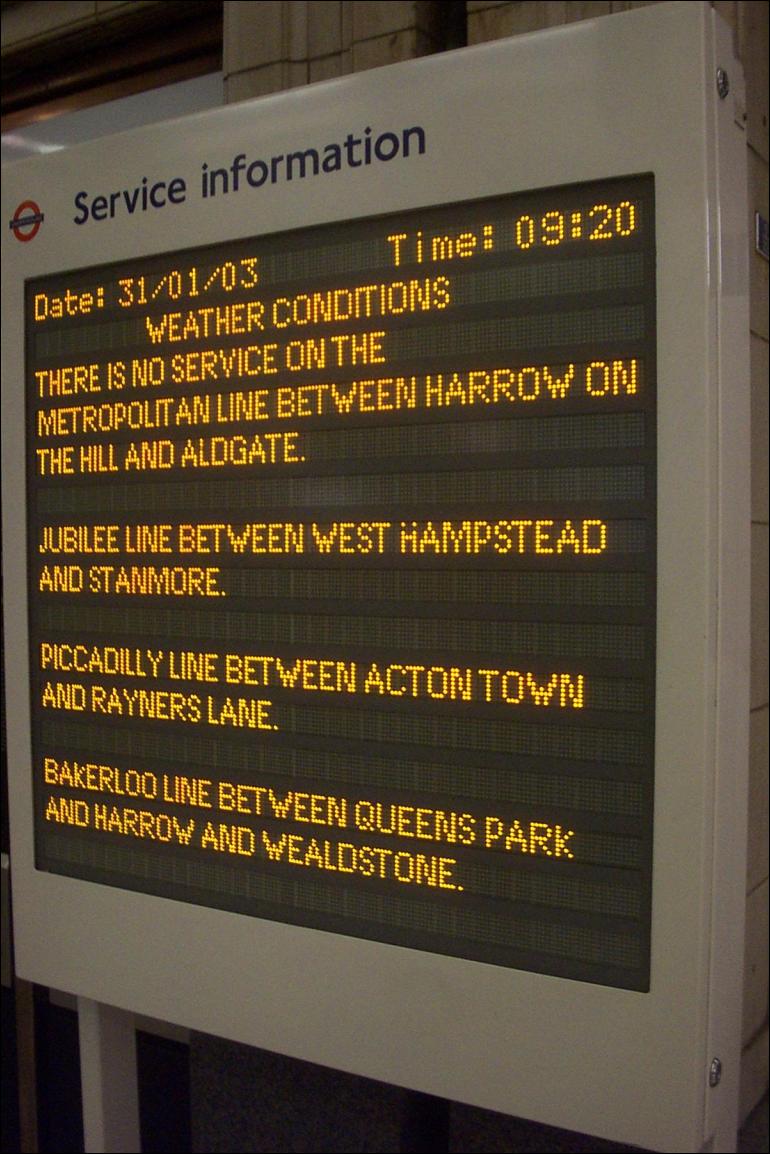 Service information
Date: 31/01/03 Time: 09:20
WEATHER CONDITIONS
THERE IS NO SERVICE ON THE
METROPOLITAN LINE BETWEEN HARROW ON
THE HILL AND ALDGATE.
JUBILEE LINE BETWEEN WEST HAMPSTEAD
AND STANMORE.
PICCADILLY LINE BETWEEN ACTON TOWN
AND RAYNERS LANE.
BAKERLOO LINE BETWEEN QUEENS PARK
AND HARROW AND WEALDSTONE.